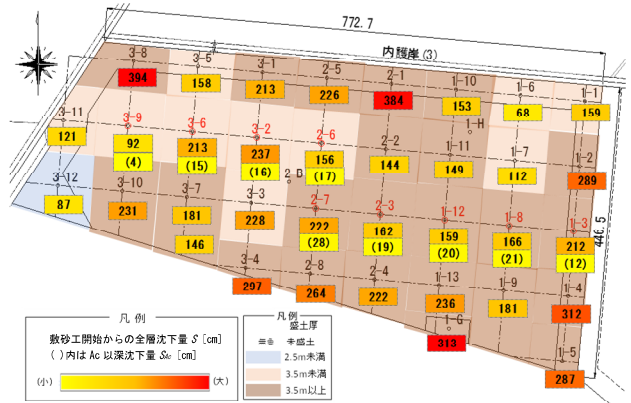 772.7
内護岸(3)
3-8 3-5 3-1 2-5 2-1 1-10 1-6 1-1
394 158 213 226 384 153 68 159
3-11 3-9 3-6 3-2 2-6 2-2 1-11 1-H 1-7 1-2
121 92 213 237 156 144 149 112 289
(4) (15) (16) (17)
2-B
3-12 3-10 3-7 3-3 2-7 2-3 1-12 1-8 1-3
87 231 181 228 222 162 159 166 212
(28) (19) (20) (21) (12)
446.5
146
3-4 2-8 2-4 1-13 1-9 1-4
297 264 222 236 181 312
1-G
313
1-5
287
凡 例
敷砂工開始からの全層沈下量 S [cm]
( )内は Ac 以深沈下量 SAc [cm]
(小) (大)
凡 例
盛土厚
未盛土
2.5m未満
3.5m未満
3.5m以上